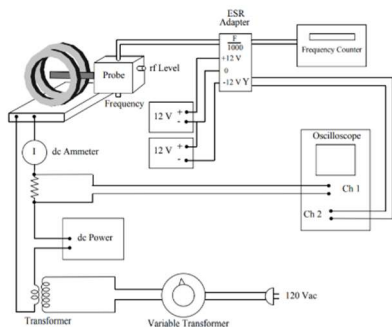 ESR
Adapter
F
1000
+12 V
0
-12 V Y
Frequency Counter
Probe
rf Level
Frequency
12 V + -
12 V + -
I
dc Ammeter
Oscilloscope
Ch 1
Ch 2
dc Power
120 Vac
Transformer
Variable Transformer